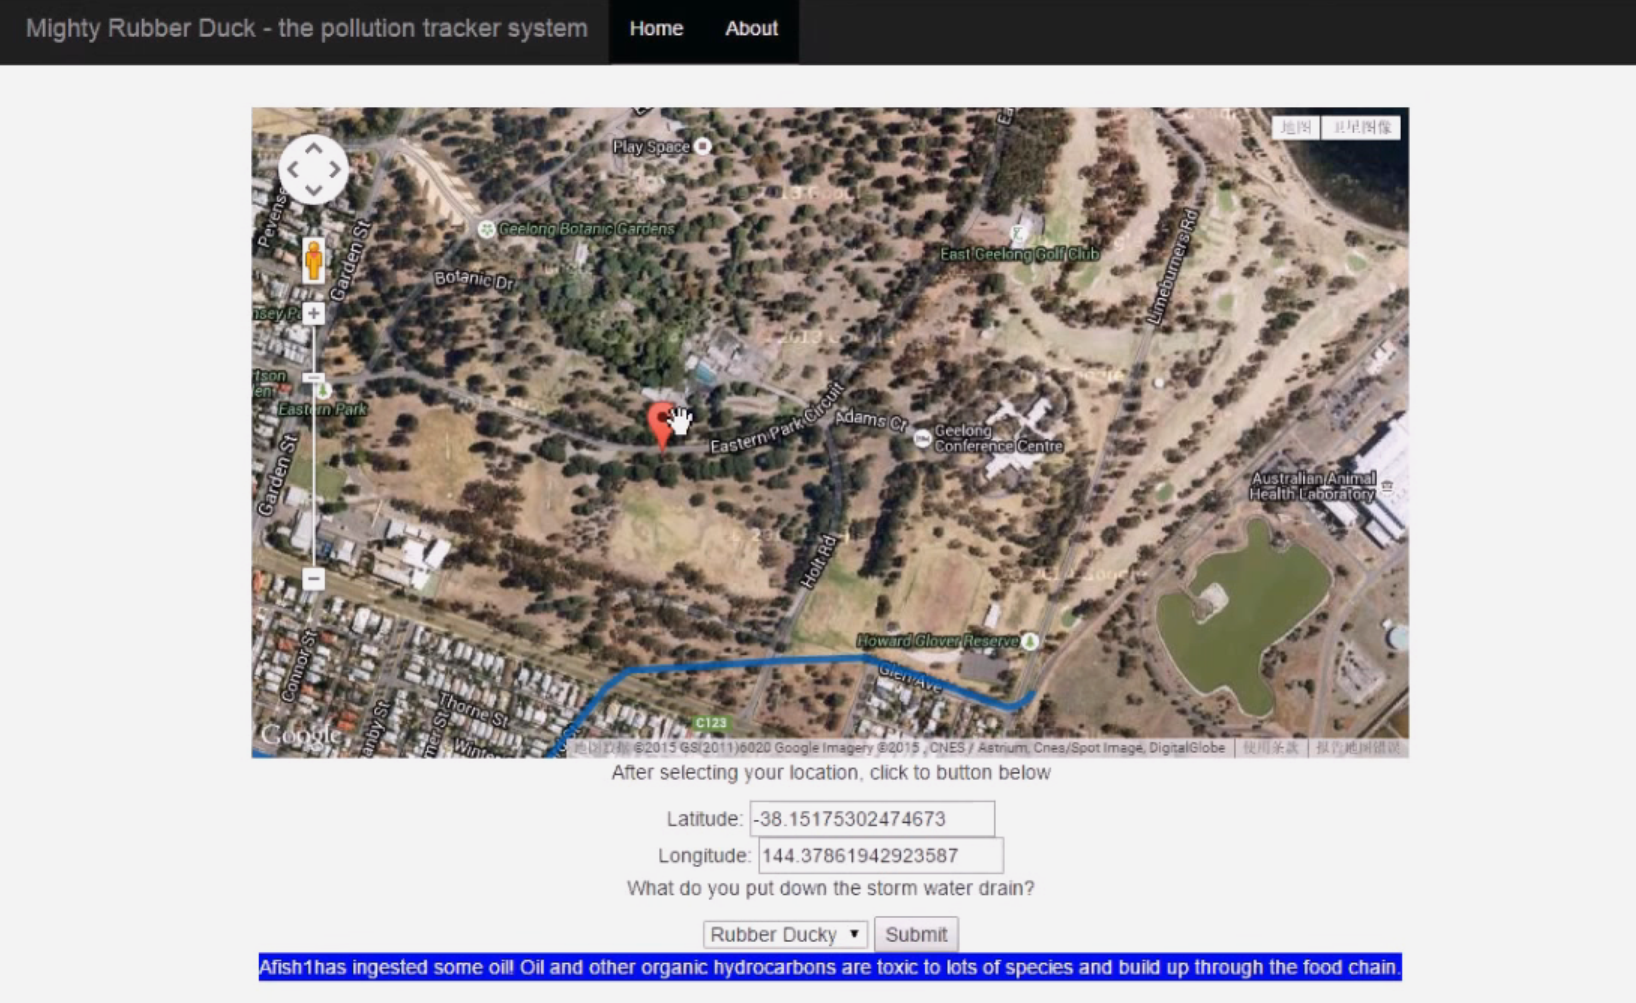 Mighty Rubber Duck - the pollution tracker system Home About
Play Space
地图 卫星图像
Pevens
Garden St
Geelong Botanic Gardens
East Geelong Golf Club
Limeburners Rd
Botanic Dr
Eastern Park
Eastern Park Circuit
Adams Ct
Geelong
Conference Centre
Garden St
Australian Animal
Health Laboratory
Holt Rd
Howard Glover Reserve
Connor St
Glen Ave
Thorne St
C123
Google
地图数据 ©2015 GS(2011)6020 Google Imagery ©2015 , CNES / Astrium, Cnes/Spot Image, DigitalGlobe 使用条款 报告地图错误
After selecting your location, click to button below
Latitude: -38.15175302474673
Longitude: 144.37861942923587
What do you put down the storm water drain?
Rubber Ducky Submit
Afish1has ingested some oil! Oil and other organic hydrocarbons are toxic to lots of species and build up through the food chain.